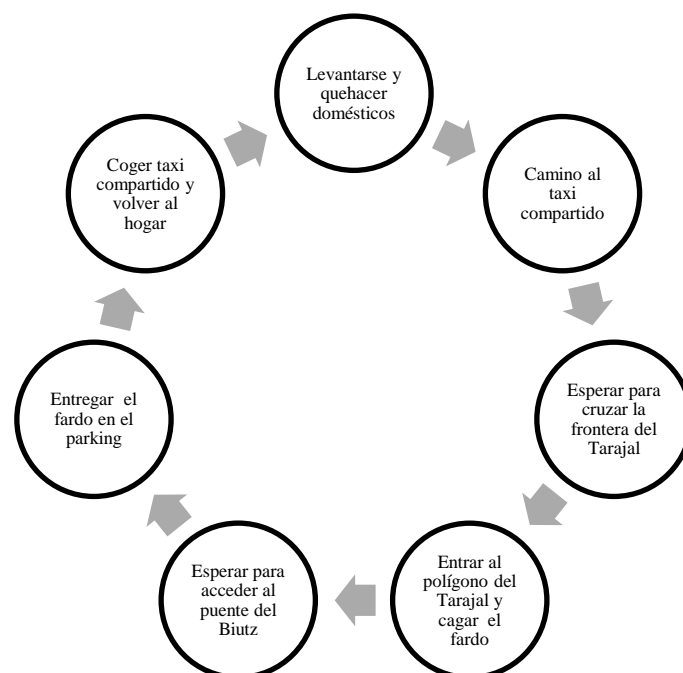 Levantarse y
quehacer
domésticos
Camino al
taxi
compartido
Esperar para
cruzar la
frontera del
Tarajal
Entrar al
polígono del
Tarajal y
cagar el
fardo
Esperar para
acceder al
puente del
Biutz
Entregar el
fardo en el
parking
Coger taxi
compartido y
volver al
hogar